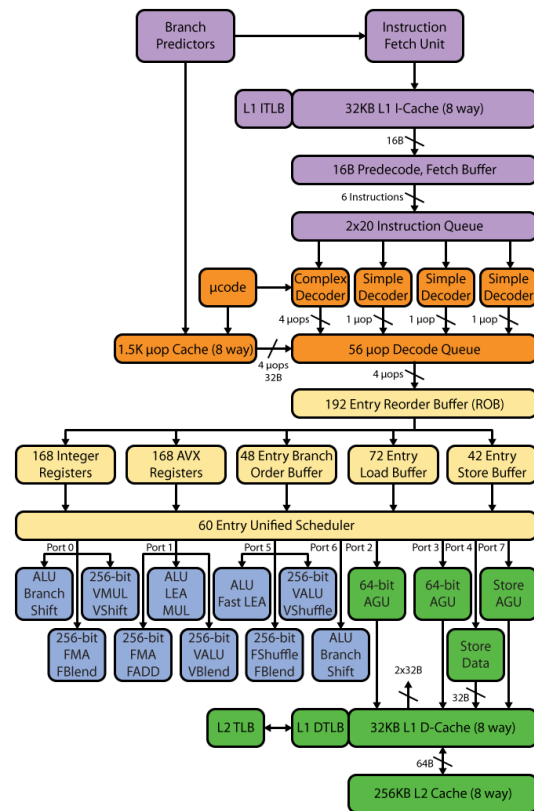 Branch
Predictors
Instruction
Fetch Unit
L1 ITLB
32KB L1 I-Cache (8 way)
16B
16B Predecode, Fetch Buffer
6 Instructions
2x20 Instruction Queue
μcode
Complex
Decoder
Simple
Decoder
Simple
Decoder
Simple
Decoder
4 μops
1 μop
1 μop
1 μop
1.5K μop Cache (8 way)
4 μops
32B
56 μop Decode Queue
4 μops
192 Entry Reorder Buffer (ROB)
168 Integer
Registers
168 AVX
Registers
48 Entry Branch
Order Buffer
72 Entry
Load Buffer
42 Entry
Store Buffer
60 Entry Unified Scheduler
Port 0
Port 1
Port 5
Port 6
Port 2
Port 3
Port 4
Port 7
ALU
Branch
Shift
256-bit
VMUL
VShift
ALU
LEA
MUL
ALU
Fast LEA
256-bit
VALU
VShuffle
64-bit
AGU
64-bit
AGU
Store
AGU
256-bit
FMA
FBlend
256-bit
FMA
FADD
256-bit
VALU
VBlend
256-bit
FShuffle
FBlend
ALU
Branch
Shift
Store
Data
2x32B
32B
L2 TLB
L1 DTLB
32KB L1 D-Cache (8 way)
64B
256KB L2 Cache (8 way)